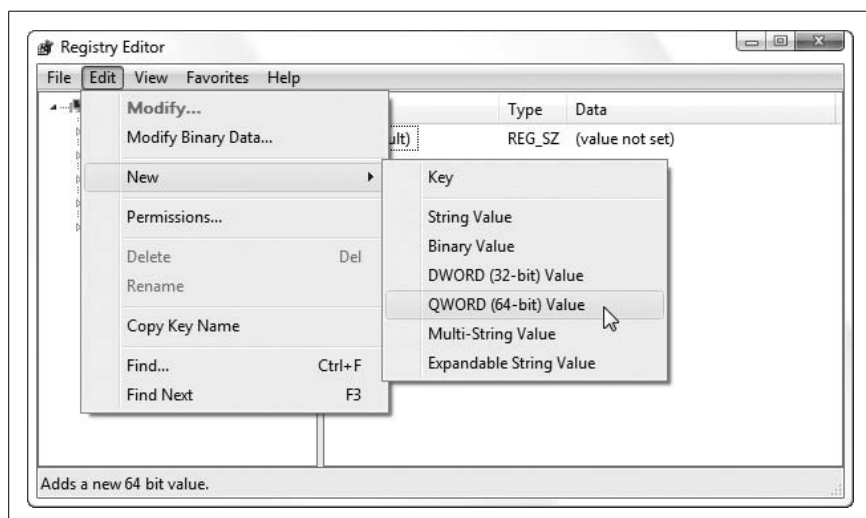 Registry Editor
File Edit View Favorites Help
Type Data
REG_SZ (value not set)
Modify...
Modify Binary Data...
New
Permissions...
Delete Del
Rename
Copy Key Name
Find... Ctrl+F
Find Next F3
Key
String Value
Binary Value
DWORD (32-bit) Value
QWORD (64-bit) Value
Multi-String Value
Expandable String Value
Adds a new 64 bit value.